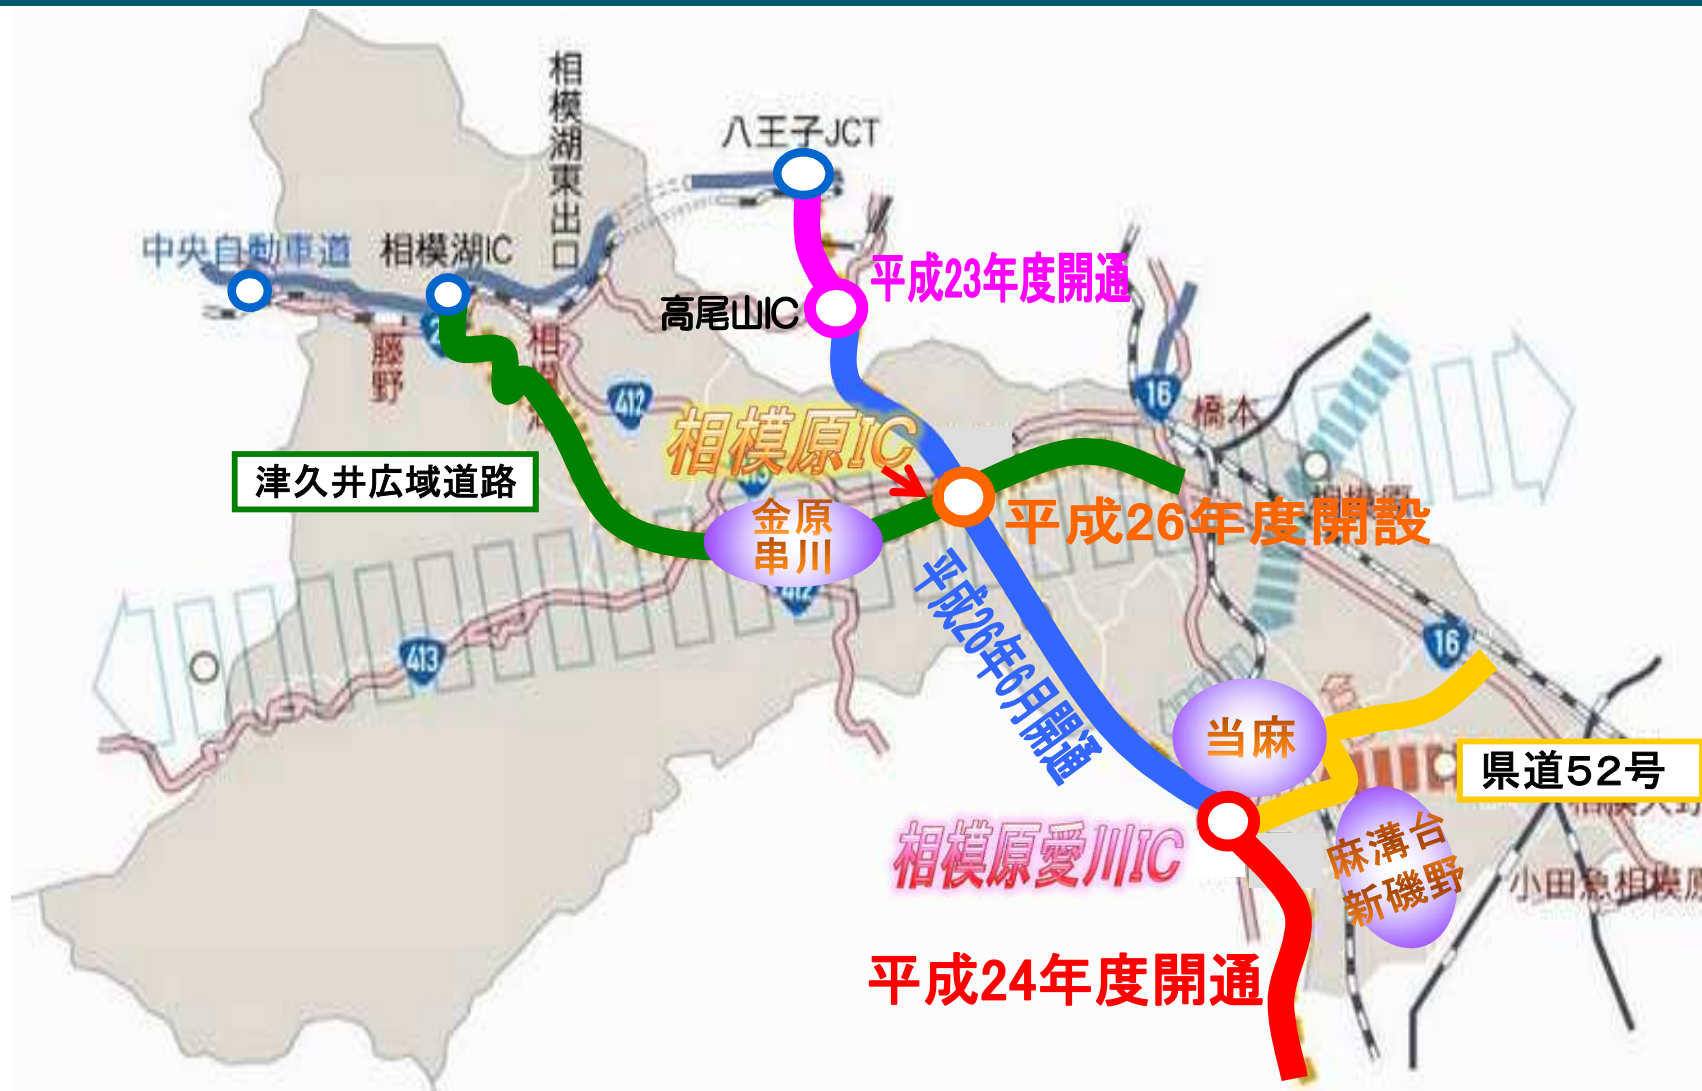 相模湖東出口
八王子JCT
中央自動車道
相模湖IC
平成23年度開通
高尾山IC
藤野
412
16
橋本
相模原IC
津久井広域道路
金原
串川
平成26年度開設
412
平成26年6月開通
413
16
当麻
県道52号
相模原愛川IC
麻溝台
新磯野
小田急相模原
平成24年度開通